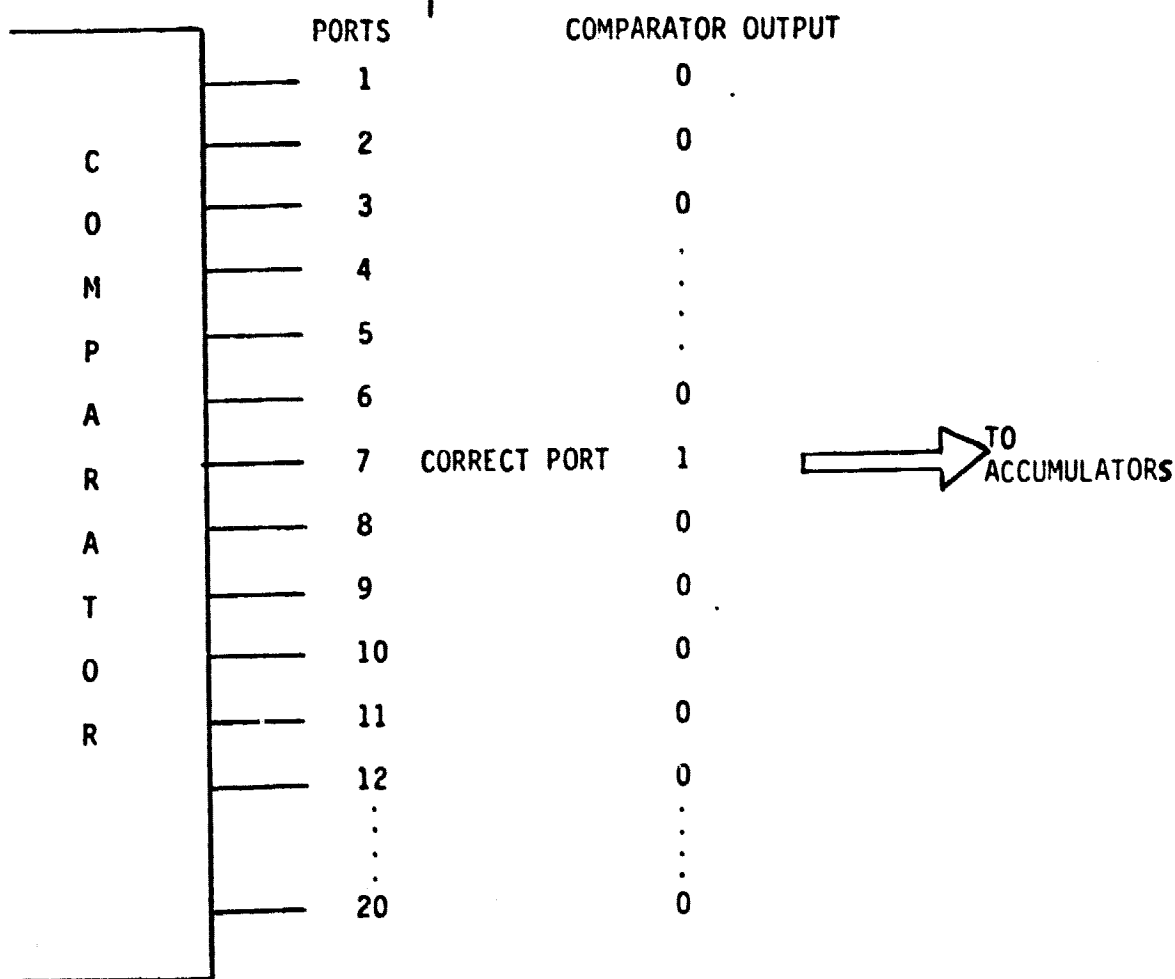 PORTS COMPARATOR OUTPUT
1 0
2 0
3 0
4
5
6 0
7 CORRECT PORT 1 TO ACCUMULATORS
8 0
9 0
10 0
11 0
12 0
20 0
C
O
M
P
A
R
A
T
O
R